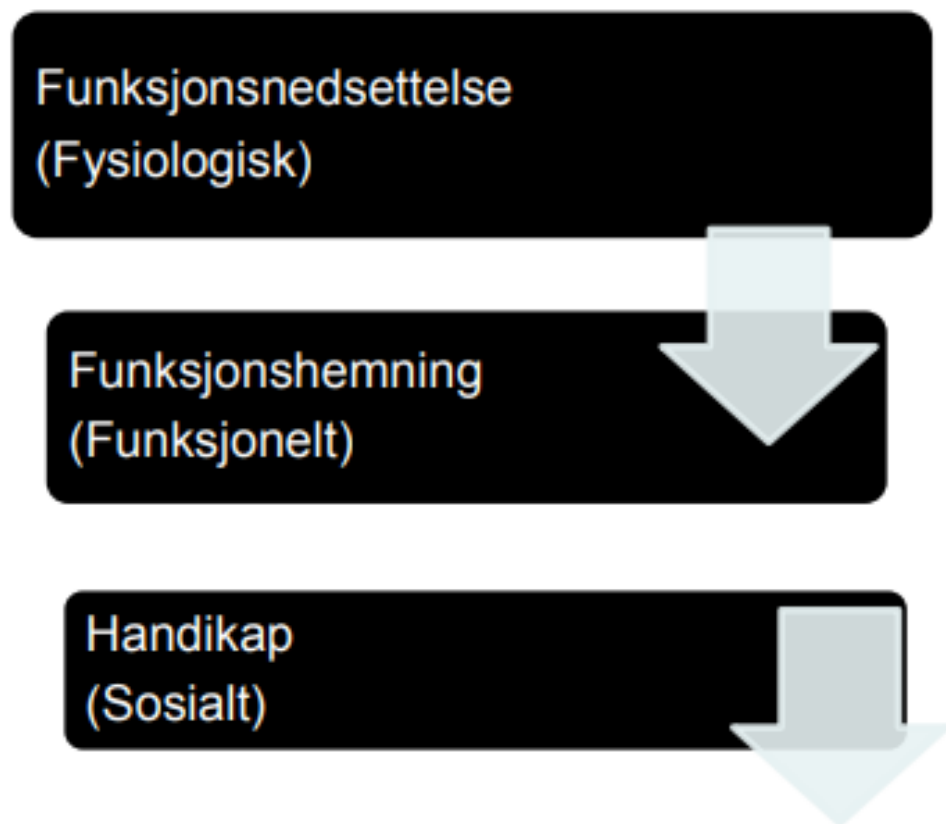 Funksjonsnedsettelse
(Fysiologisk)
Funksjonshemning
(Funksjonelt)
Handikap
(Sosialt)